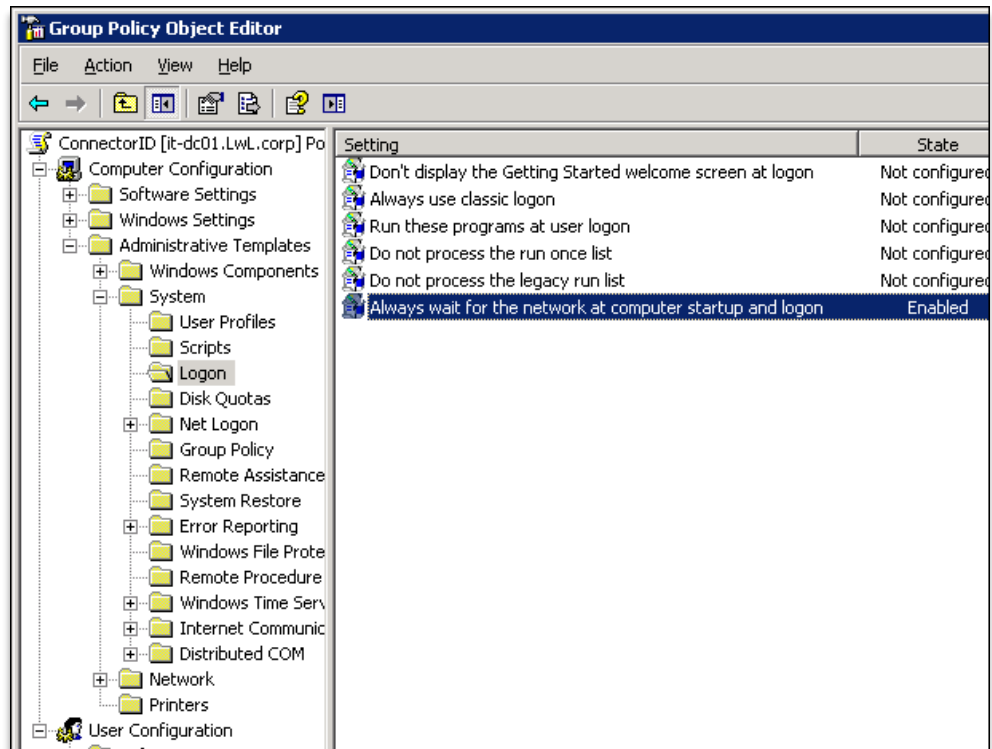 Group Policy Object Editor
File Action View Help
ConnectorID [it-dc01.LwL.corp] Po
Computer Configuration
Software Settings
Windows Settings
Administrative Templates
Windows Components
System
User Profiles
Scripts
Logon
Disk Quotas
Net Logon
Group Policy
Remote Assistance
System Restore
Error Reporting
Windows File Prote
Remote Procedure
Windows Time Serv
Internet Communic
Distributed COM
Network
Printers
User Configuration
Setting State
Don't display the Getting Started welcome screen at logon Not configured
Always use classic logon Not configured
Run these programs at user logon Not configured
Do not process the run once list Not configured
Do not process the legacy run list Not configured
Always wait for the network at computer startup and logon Enabled